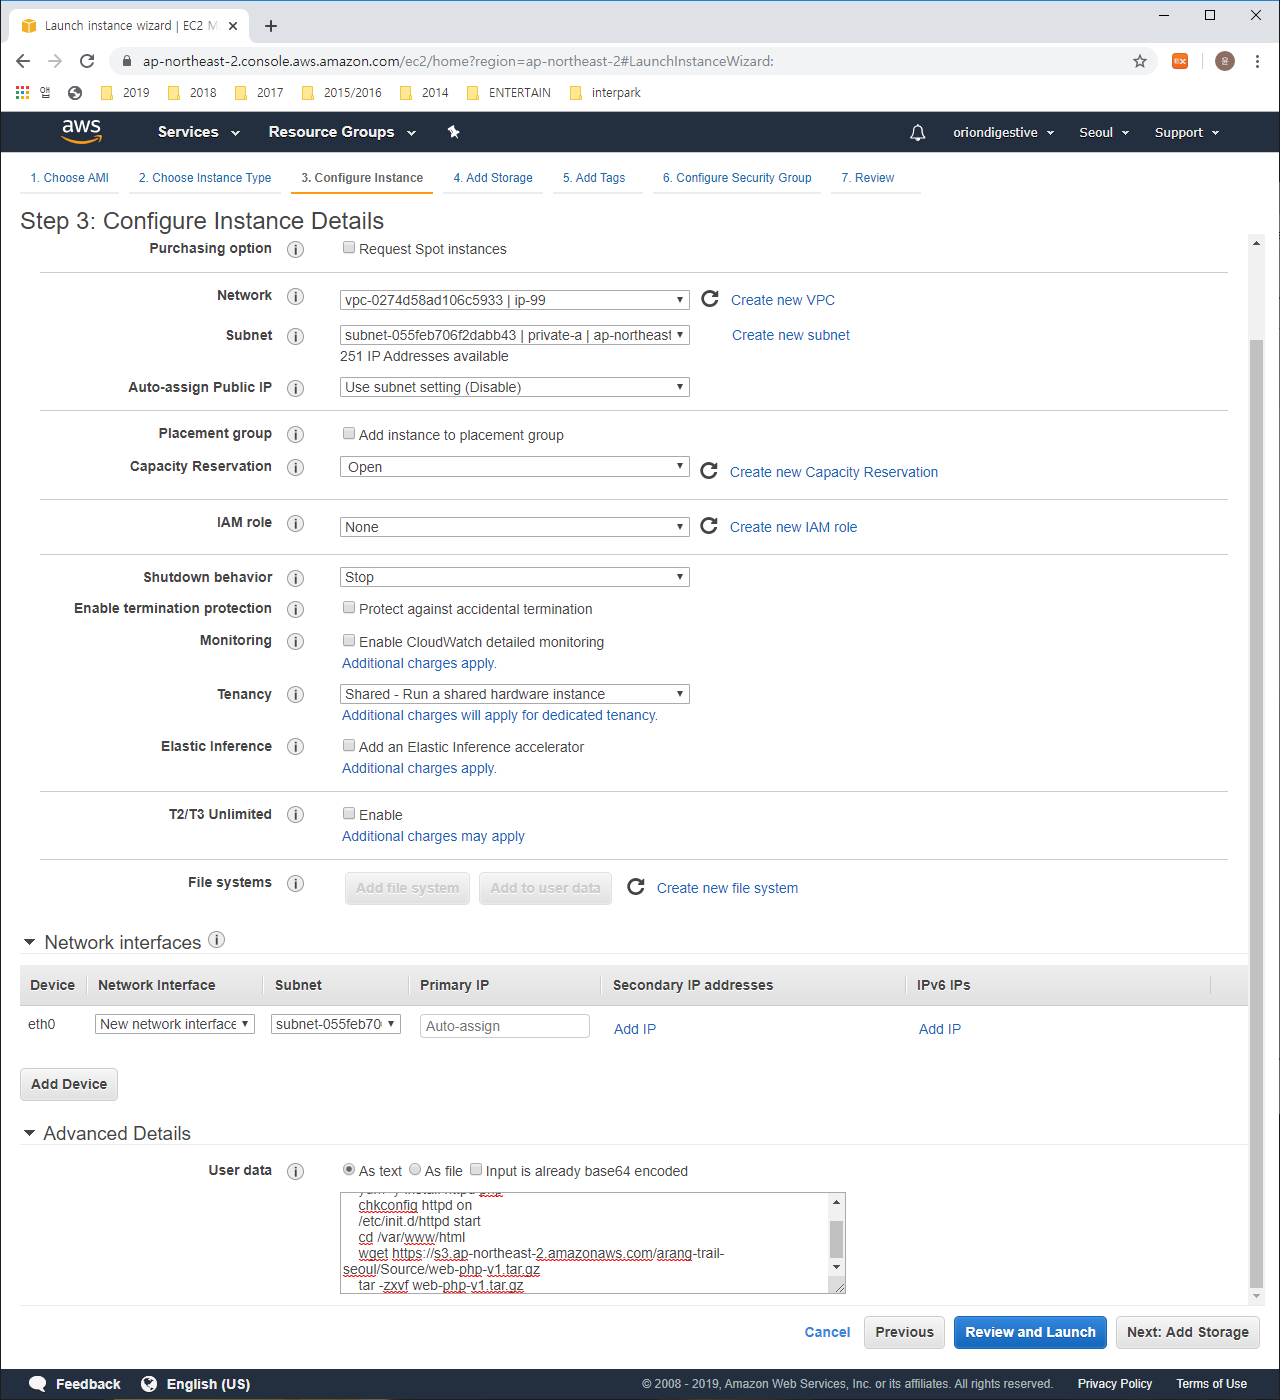 Launch instance wizard | EC2 M
ap-northeast-2.console.aws.amazon.com/ec2/home?region=ap-northeast-2#LaunchInstanceWizard:
앱 2019 2018 2017 2015/2016 2014 ENTERTAIN interpark
aws Services Resource Groups oriondigestive Seoul Support
1. Choose AMI 2. Choose Instance Type 3. Configure Instance 4. Add Storage 5. Add Tags 6. Configure Security Group 7. Review
Step 3: Configure Instance Details
Purchasing option Request Spot instances
Network vpc-0274d58ad106c5933 | ip-99 Create new VPC
Subnet subnet-055feb706f2dabb43 | private-a | ap-northeast Create new subnet
251 IP Addresses available
Auto-assign Public IP Use subnet setting (Disable)
Placement group Add instance to placement group
Capacity Reservation Open Create new Capacity Reservation
IAM role None Create new IAM role
Shutdown behavior Stop
Enable termination protection Protect against accidental termination
Monitoring Enable CloudWatch detailed monitoring
Additional charges apply.
Tenancy Shared - Run a shared hardware instance
Additional charges will apply for dedicated tenancy.
Elastic Inference Add an Elastic Inference accelerator
Additional charges apply.
T2/T3 Unlimited Enable
Additional charges may apply
File systems Add file system Add to user data Create new file system
Network interfaces
Device Network Interface Subnet Primary IP Secondary IP addresses IPv6 IPs
eth0 New network interface subnet-055feb70 Auto-assign Add IP Add IP
Add Device
Advanced Details
User data As text As file Input is already base64 encoded
yum -y install httpd php
chkconfig httpd on
/etc/init.d/httpd start
cd /var/www/html
wget https://s3.ap-northeast-2.amazonaws.com/arang-trail-
seoul/Source/web-php-v1.tar.gz
tar -zxvf web-php-v1.tar.gz
Cancel Previous Review and Launch Next: Add Storage
Feedback English (US) © 2008 - 2019, Amazon Web Services, Inc. or its affiliates. All rights reserved. Privacy Policy Terms of Use